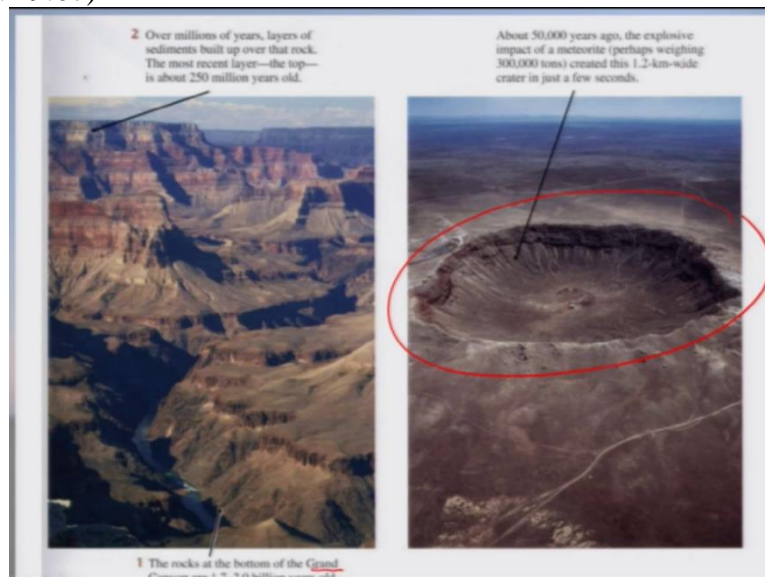 2 Over millions of years, layers of
sediments built up over that rock.
The most recent layer—the top—
is about 250 million years old.
About 50,000 years ago, the explosive
impact of a meteorite (perhaps weighing
300,000 tons) created this 1.2-km-wide
crater in just a few seconds.
1 The rocks at the bottom of the Grand